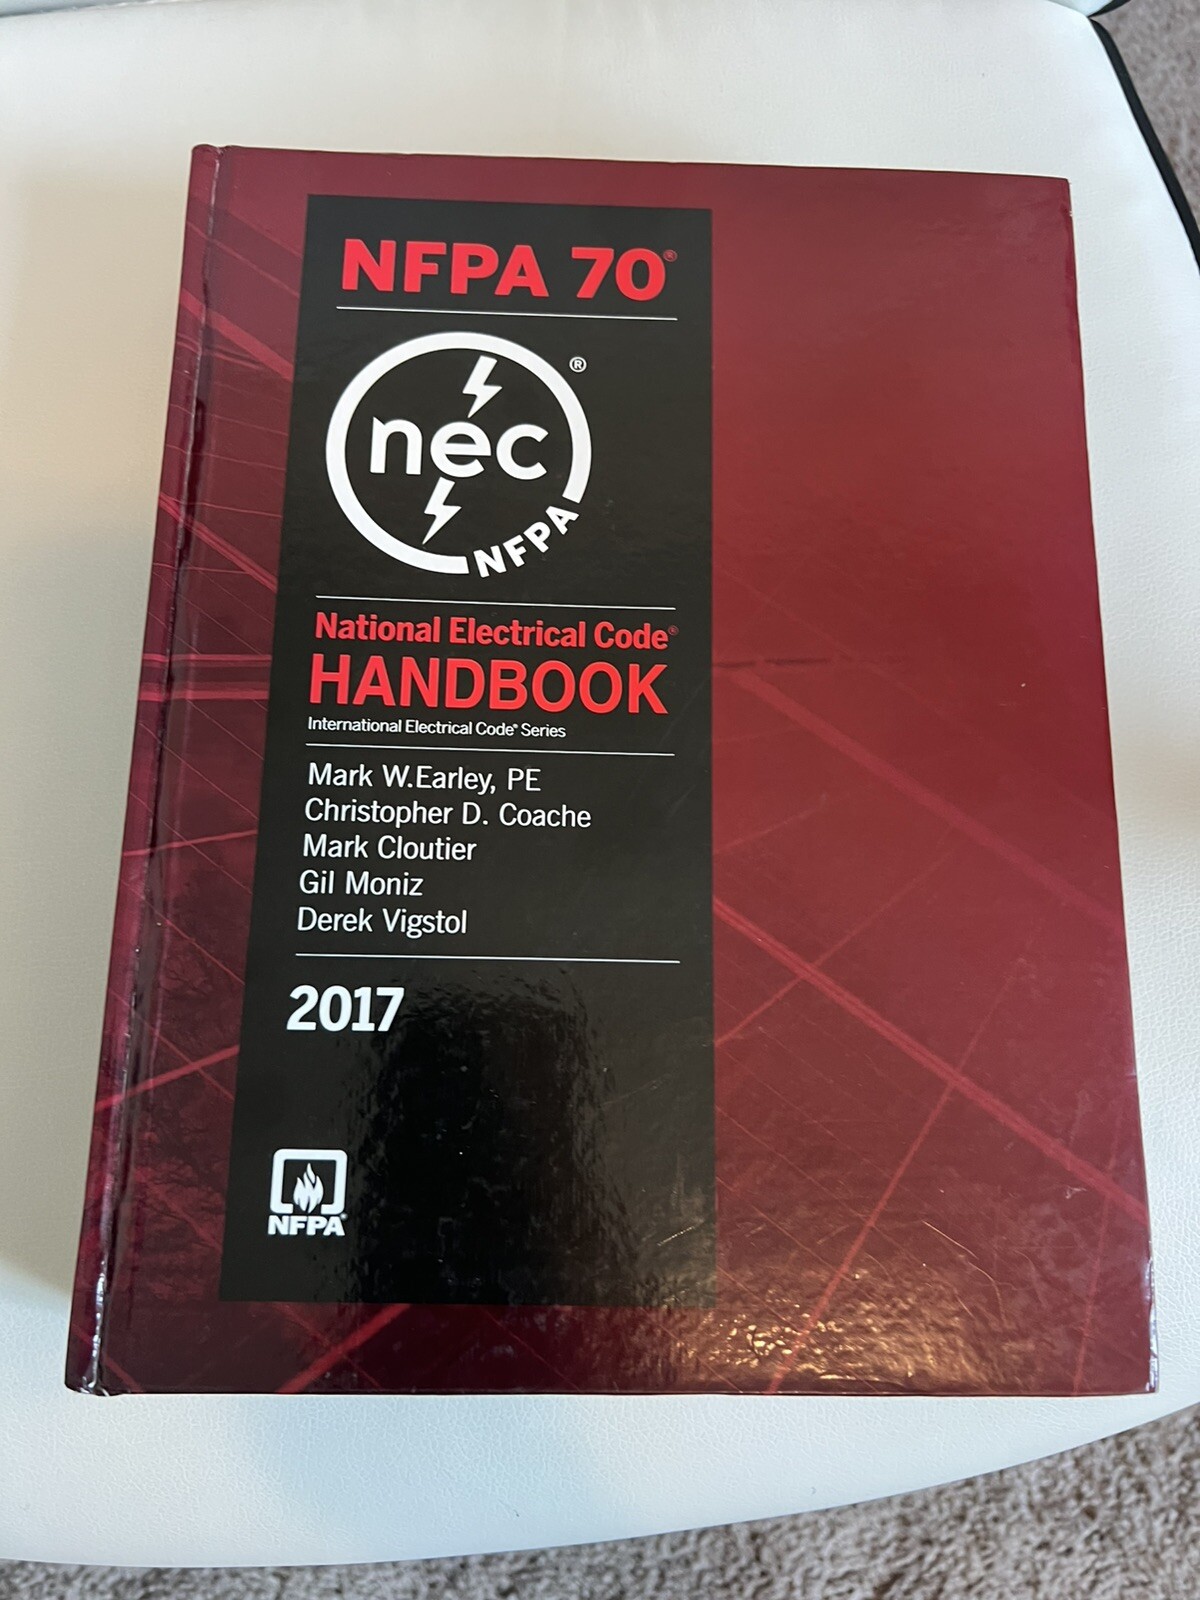 NFPA 70®
nec®
NFPA
National Electrical Code®
HANDBOOK
International Electrical Code® Series
Mark W.Earley, PE
Christopher D. Coache
Mark Cloutier
Gil Moniz
Derek Vigstol
2017
NFPA®